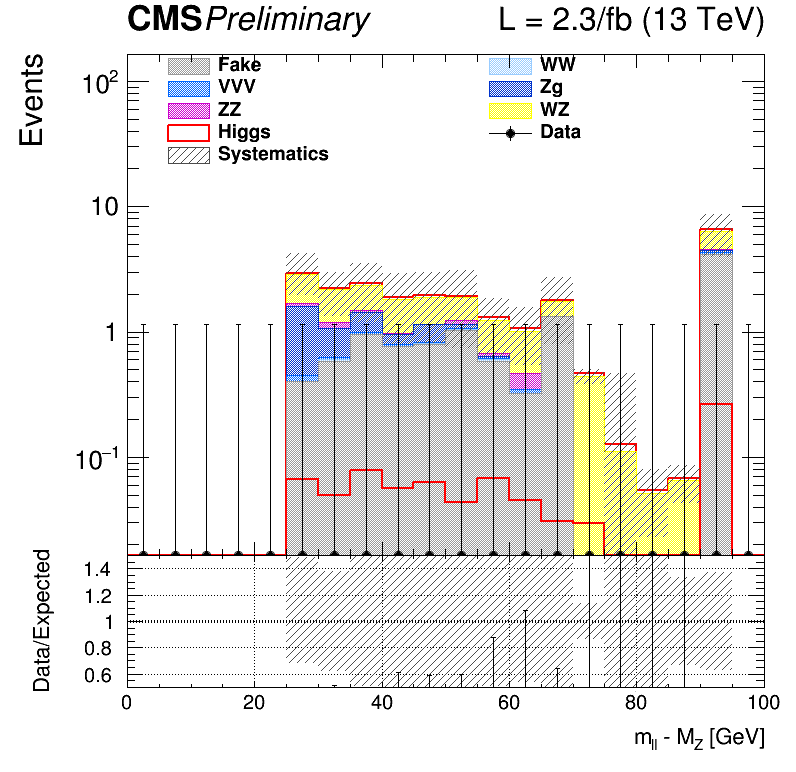 CMS Preliminary L = 2.3/fb (13 TeV)
Events
10²
10
1
10⁻¹
Fake WW
VVV Zg
ZZ WZ
Higgs Data
Systematics
Data/Expected
1.4
1.2
1
0.8
0.6
0 20 40 60 80 100
m_ll - M_Z [GeV]